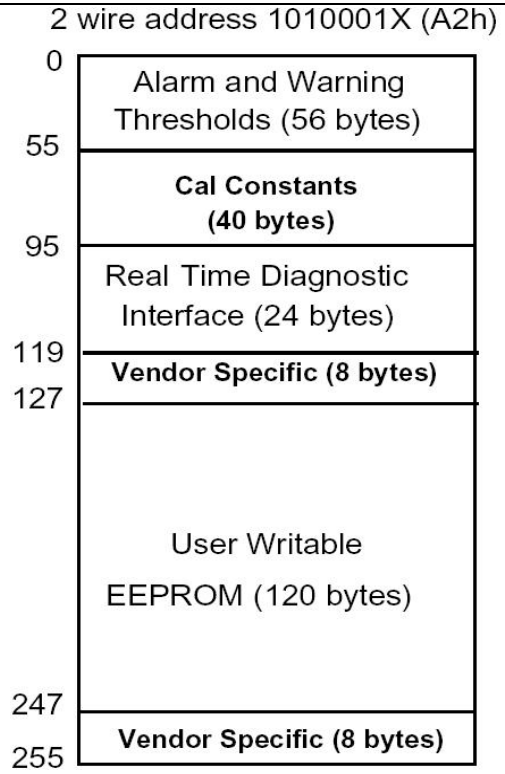 2 wire address 1010001X (A2h)
0
Alarm and Warning
Thresholds (56 bytes)
55
Cal Constants
(40 bytes)
95
Real Time Diagnostic
Interface (24 bytes)
119
Vendor Specific (8 bytes)
127
User Writable
EEPROM (120 bytes)
247
Vendor Specific (8 bytes)
255